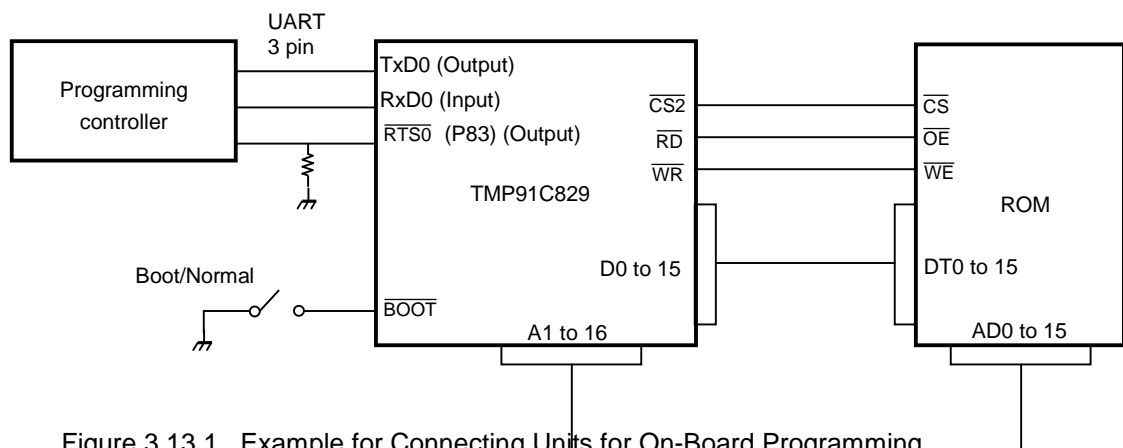 UART
3 pin
Programming
controller
TxD0 (Output)
RxD0 (Input)
RTS0 (P83) (Output)
CS2
RD
WR
TMP91C829
D0 to 15
BOOT
A1 to 16
Boot/Normal
CS
OE
WE
ROM
DT0 to 15
AD0 to 15
Figure 3.13.1 Example for Connecting Units for On-Board Programming